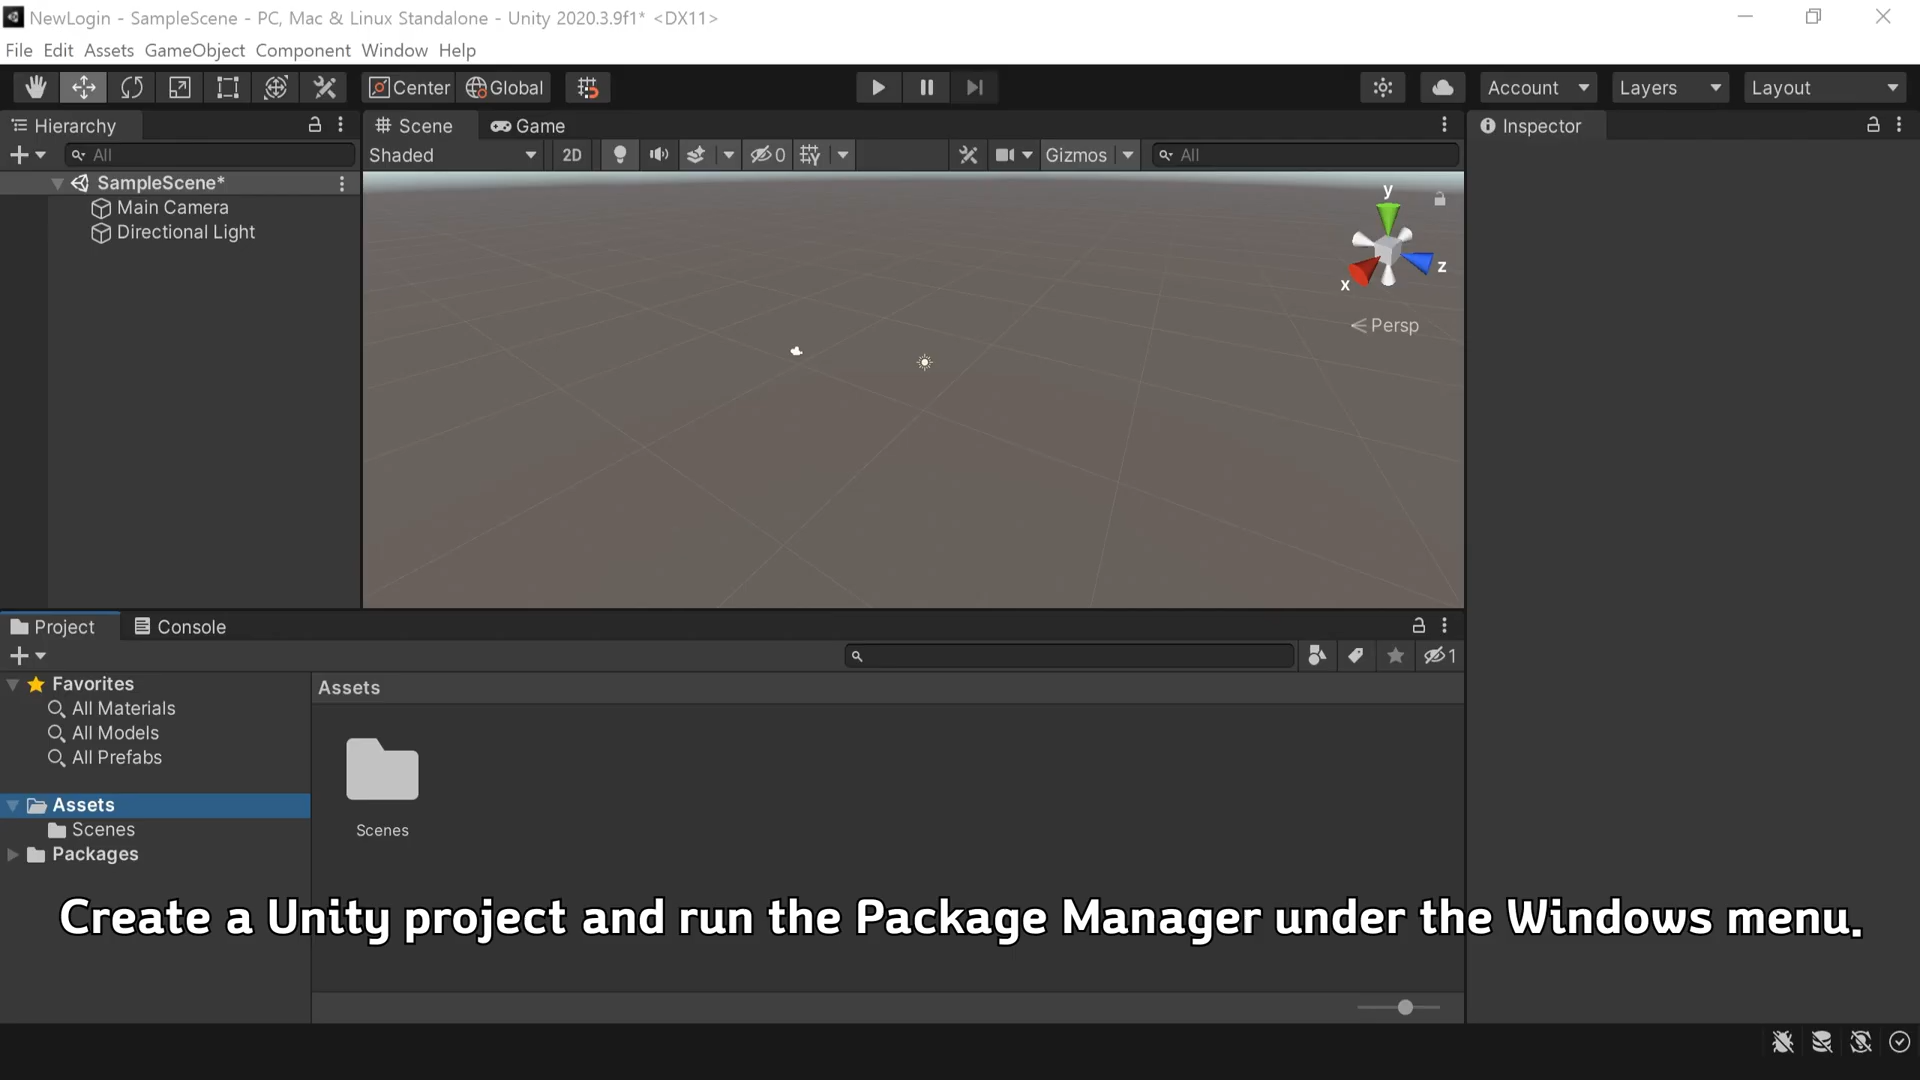 NewLogin - SampleScene - PC, Mac & Linux Standalone - Unity 2020.3.9f1* <DX11>
File Edit Assets GameObject Component Window Help
Center Global Account Layers Layout
Hierarchy
Scene Game
Inspector
All
Shaded 2D 0 Gizmos All
SampleScene*
Main Camera
Directional Light
y
z
x
Persp
Project Console
1
Favorites
All Materials
All Models
All Prefabs
Assets
Scenes
Packages
Assets
Scenes
Create a Unity project and run the Package Manager under the Windows menu.